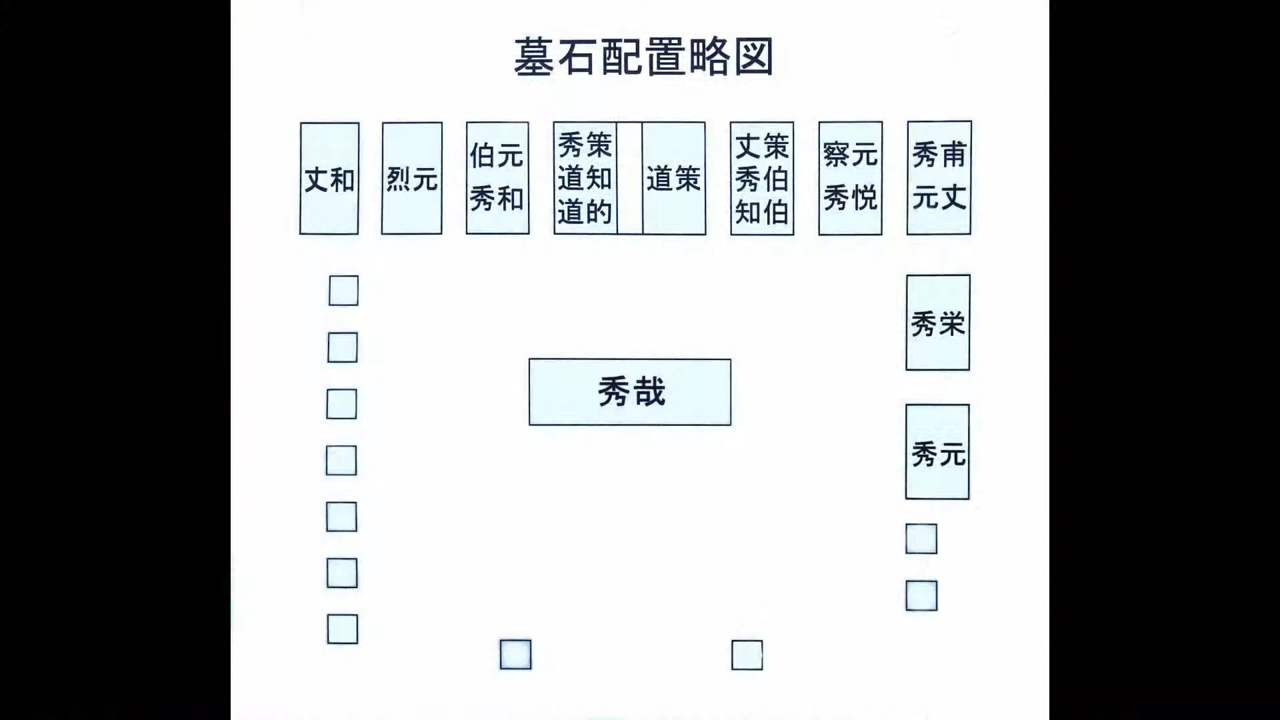 墓石配置略図
丈和
烈元
伯元
秀和
秀策
道知
道的
道策
丈策
秀伯
知伯
察元
秀悦
秀甫
元丈
秀栄
秀哉
秀元